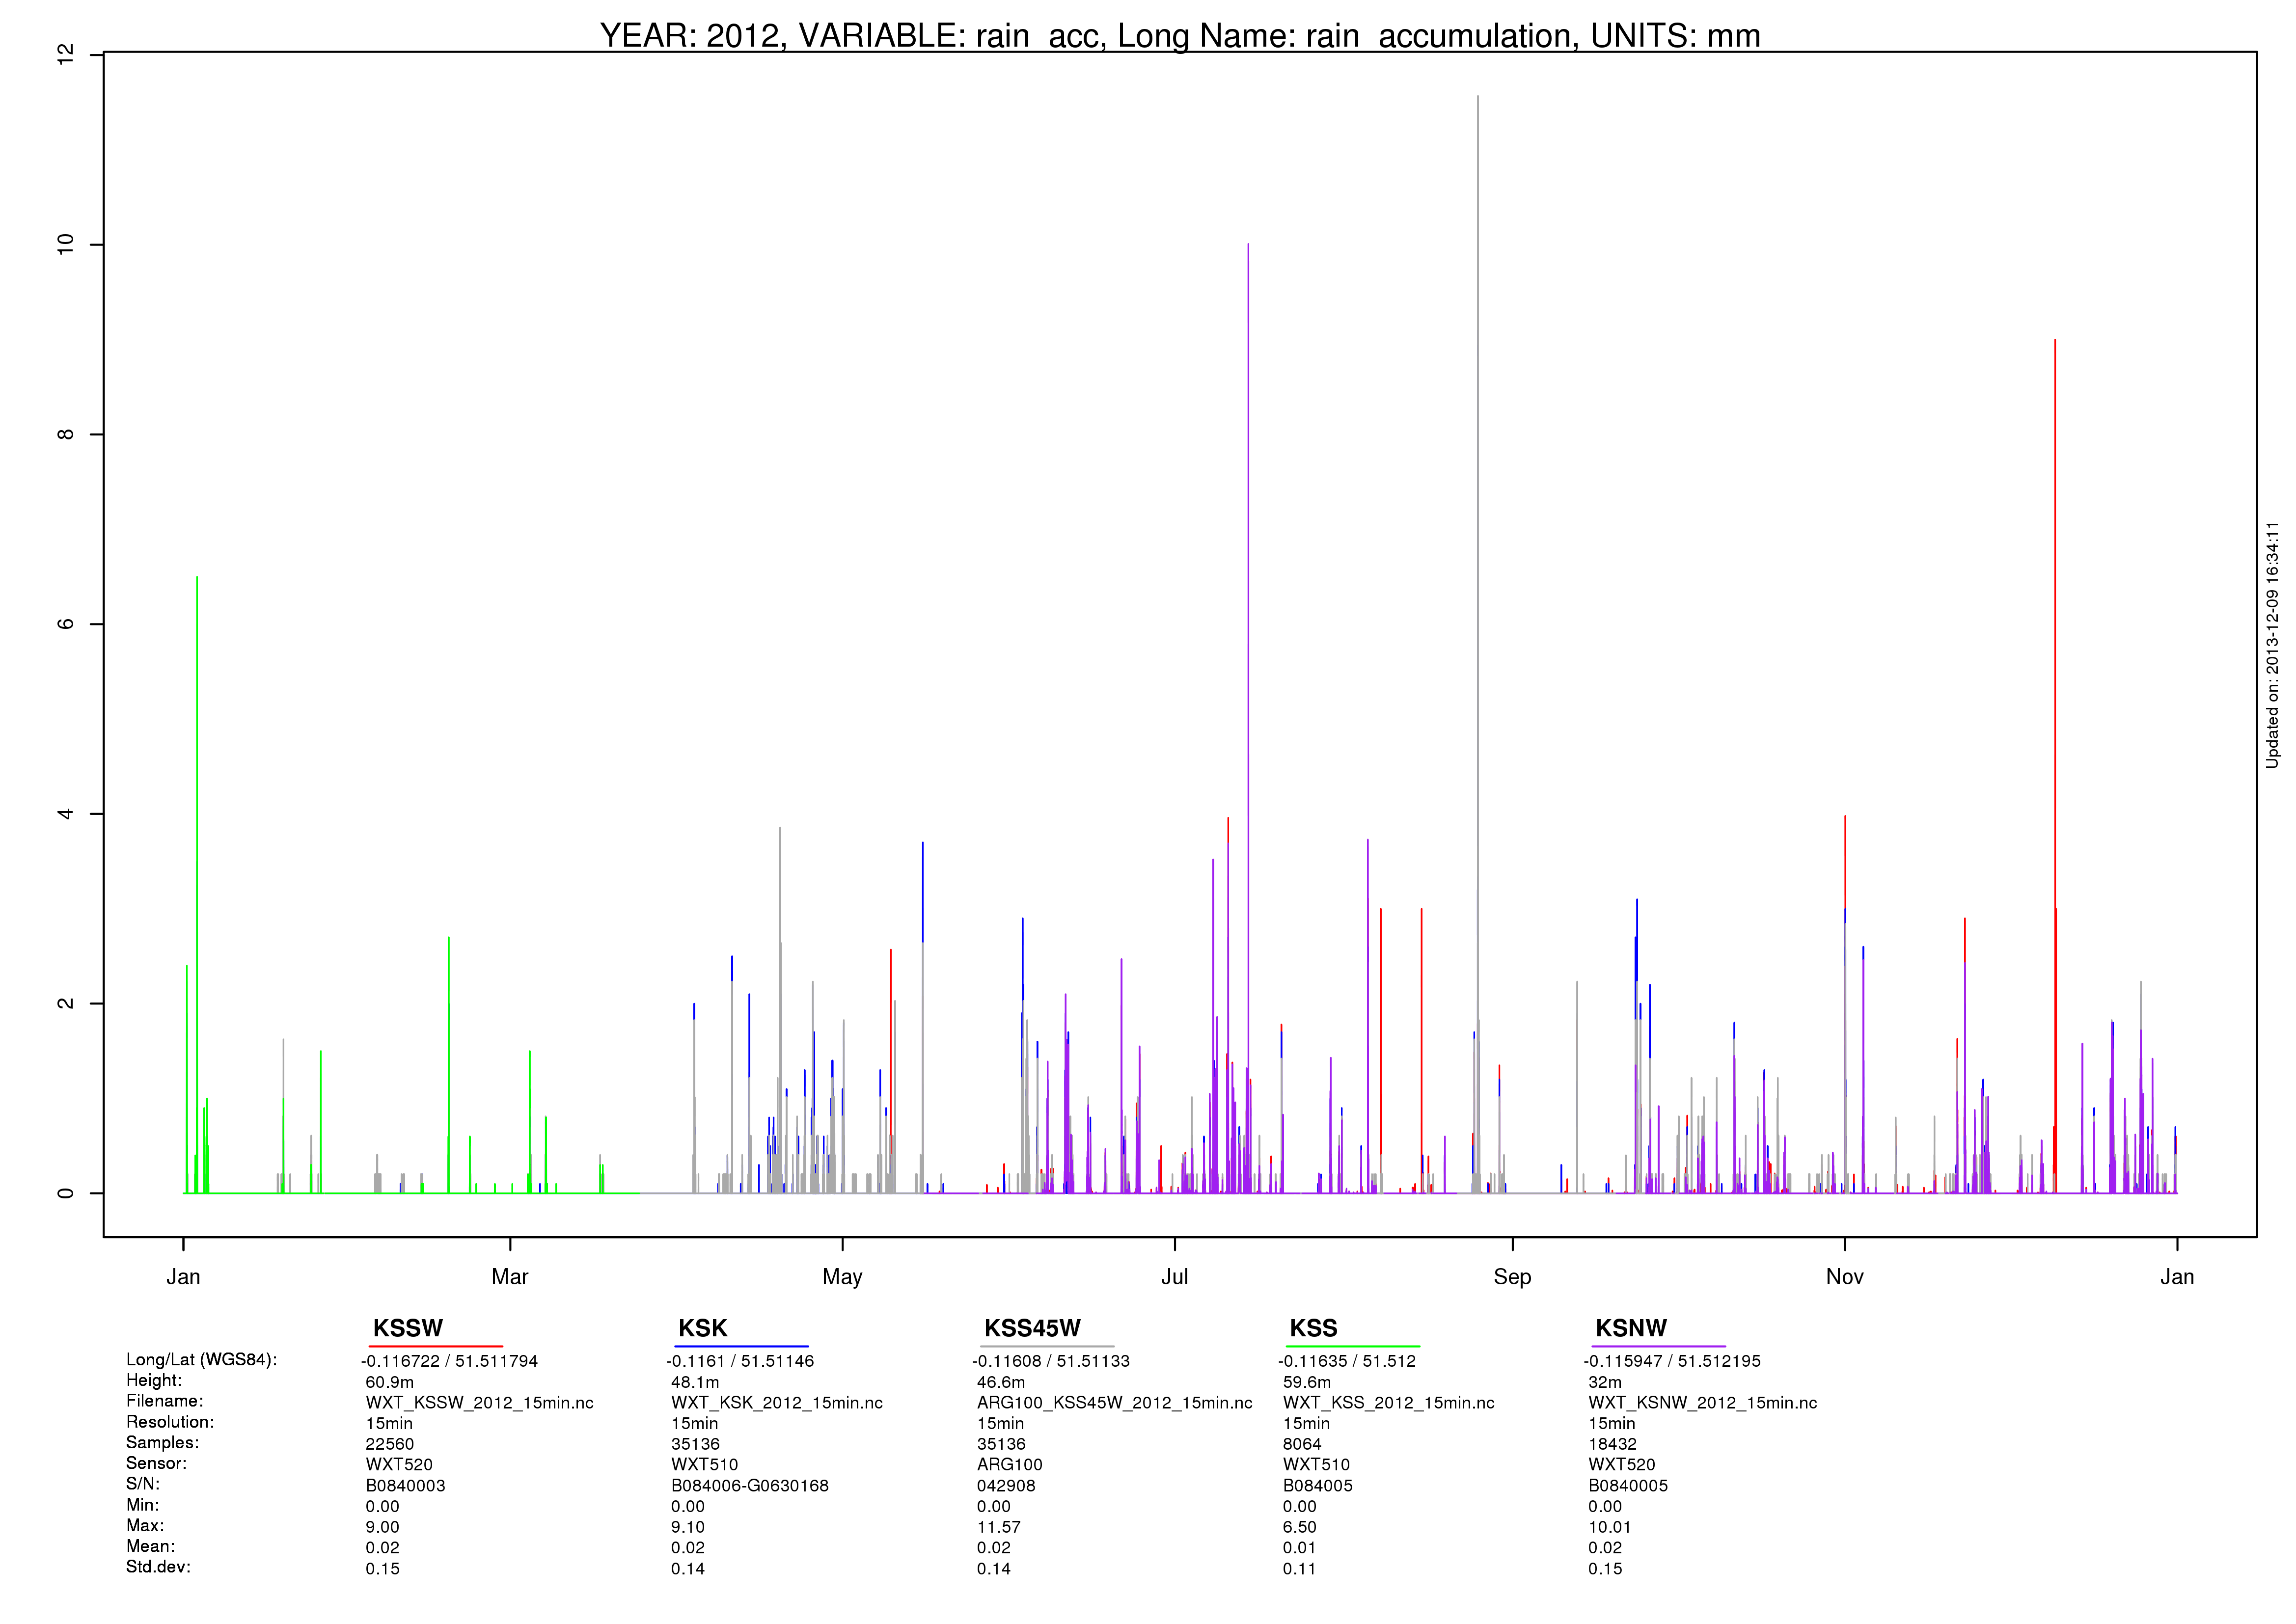 YEAR: 2012, VARIABLE: rain_acc, Long Name: rain_accumulation, UNITS: mm
12
10
8
6
4
2
0
Updated on: 2013-12-09 16:34:11
Jan Mar May Jul Sep Nov Jan
KSSW KSK KSS45W KSS KSNW
Long/Lat (WGS84): -0.116722 / 51.511794 -0.1161 / 51.51146 -0.11608 / 51.51133 -0.11635 / 51.512 -0.115947 / 51.512195
Height: 60.9m 48.1m 46.6m 59.6m 32m
Filename: WXT_KSSW_2012_15min.nc WXT_KSK_2012_15min.nc ARG100_KSS45W_2012_15min.nc WXT_KSS_2012_15min.nc WXT_KSNW_2012_15min.nc
Resolution: 15min 15min 15min 15min 15min
Samples: 22560 35136 35136 8064 18432
Sensor: WXT520 WXT510 ARG100 WXT510 WXT520
S/N: B0840003 B084006-G0630168 042908 B084005 B0840005
Min: 0.00 0.00 0.00 0.00 0.00
Max: 9.00 9.10 11.57 6.50 10.01
Mean: 0.02 0.02 0.02 0.01 0.02
Std.dev: 0.15 0.14 0.14 0.11 0.15